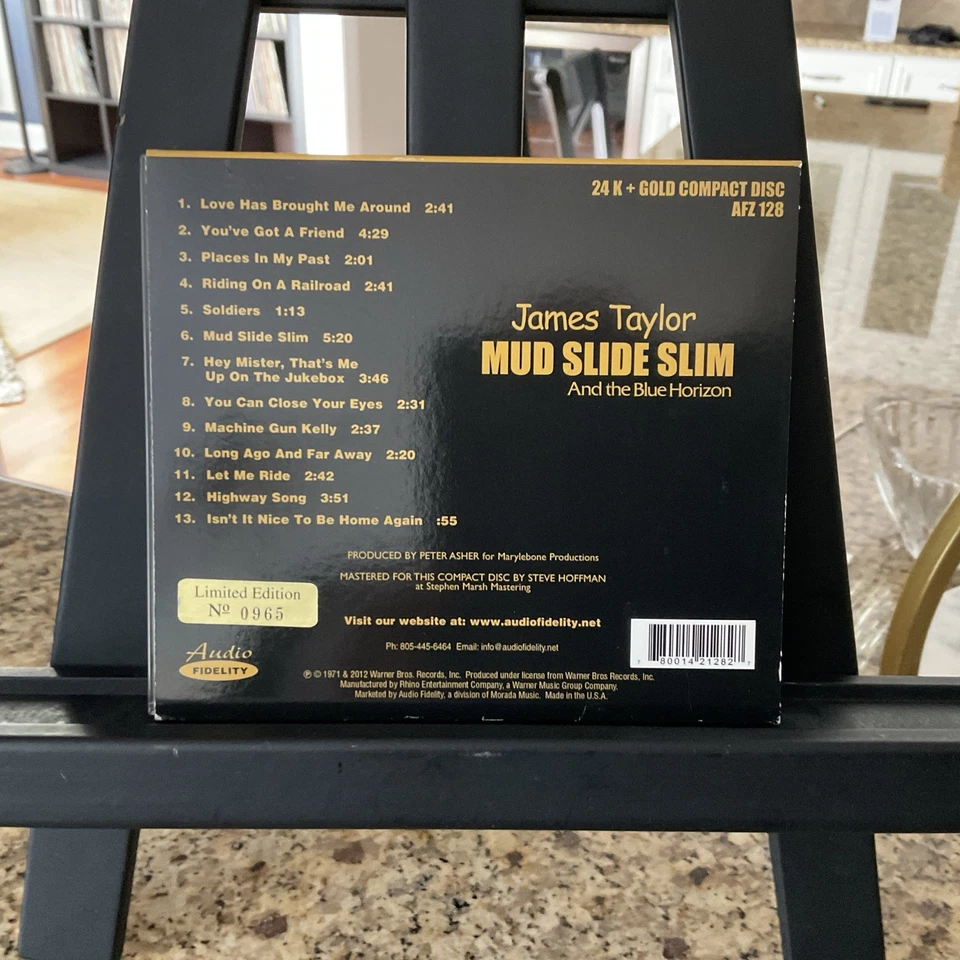 24 K + GOLD COMPACT DISC
AFZ 128
1. Love Has Brought Me Around 2:41
2. You've Got A Friend 4:29
3. Places In My Past 2:01
4. Riding On A Railroad 2:41
5. Soldiers 1:13
6. Mud Slide Slim 5:20
7. Hey Mister, That's Me
Up On The Jukebox 3:46
8. You Can Close Your Eyes 2:31
9. Machine Gun Kelly 2:37
10. Long Ago And Far Away 2:20
11. Let Me Ride 2:42
12. Highway Song 3:51
13. Isn't It Nice To Be Home Again :55
James Taylor
MUD SLIDE SLIM
And the Blue Horizon
PRODUCED BY PETER ASHER for Marylebone Productions
MASTERED FOR THIS COMPACT DISC BY STEVE HOFFMAN
at Stephen Marsh Mastering
Limited Edition
Nº 0965
Visit our website at: www.audiofidelity.net
Ph: 805-445-6464 Email: info@audiofidelity.net
Audio
FIDELITY
℗ © 1971 & 2012 Warner Bros. Records, Inc. Produced under license from Warner Bros Records, Inc.
Manufactured by Rhino Entertainment Company, a Warner Music Group Company.
Marketed by Audio Fidelity, a division of Morada Music. Made in the U.S.A.
7 80014 21282 7